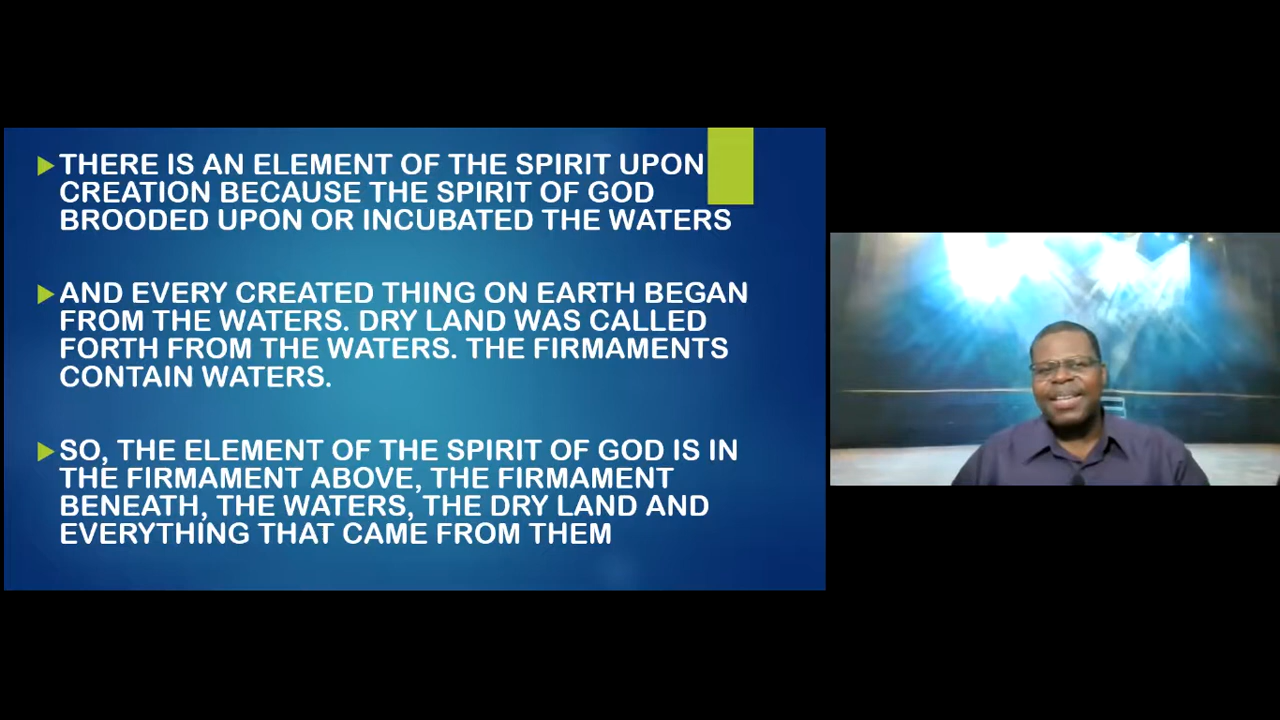 THERE IS AN ELEMENT OF THE SPIRIT UPON
CREATION BECAUSE THE SPIRIT OF GOD
BROODED UPON OR INCUBATED THE WATERS
AND EVERY CREATED THING ON EARTH BEGAN
FROM THE WATERS. DRY LAND WAS CALLED
FORTH FROM THE WATERS. THE FIRMAMENTS
CONTAIN WATERS.
SO, THE ELEMENT OF THE SPIRIT OF GOD IS IN
THE FIRMAMENT ABOVE, THE FIRMAMENT
BENEATH, THE WATERS, THE DRY LAND AND
EVERYTHING THAT CAME FROM THEM